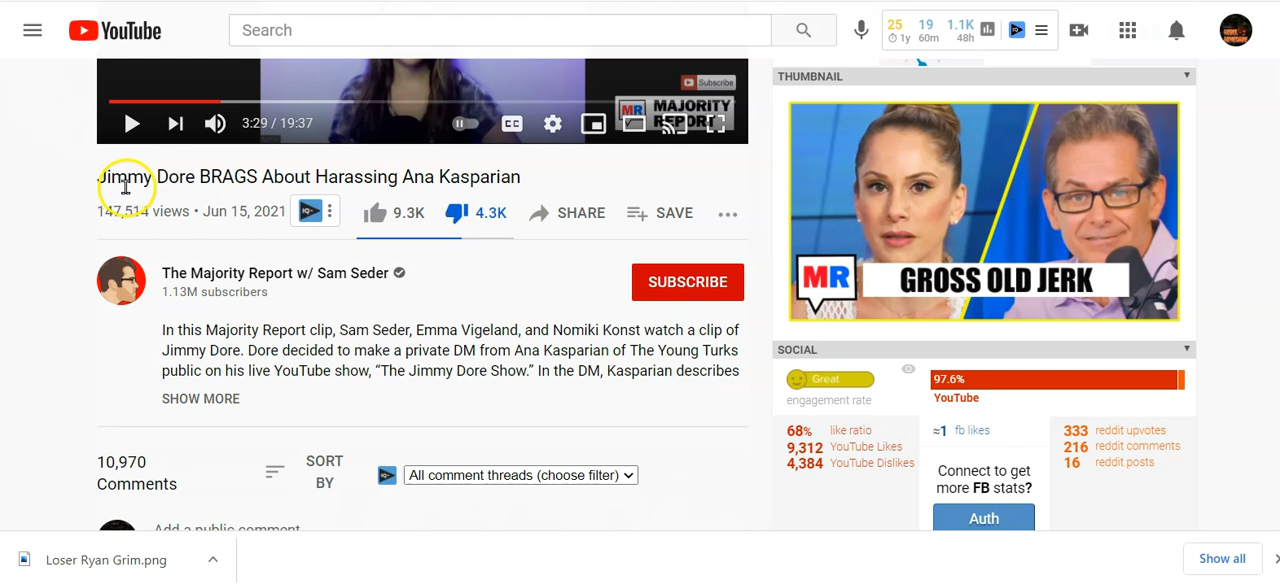 YouTube
Search
25 19 1.1K
1y 60m 48h
Subscribe
MR MAJORITY
REPORT
3:29 / 19:37
CC
Jimmy Dore BRAGS About Harassing Ana Kasparian
147,514 views • Jun 15, 2021
9.3K 4.3K SHARE SAVE
The Majority Report w/ Sam Seder
1.13M subscribers
SUBSCRIBE
In this Majority Report clip, Sam Seder, Emma Vigeland, and Nomiki Konst watch a clip of
Jimmy Dore. Dore decided to make a private DM from Ana Kasparian of The Young Turks
public on his live YouTube show, “The Jimmy Dore Show.” In the DM, Kasparian describes
SHOW MORE
10,970
Comments
SORT
BY
All comment threads (choose filter)
Add a public comment
THUMBNAIL
MR GROSS OLD JERK
SOCIAL
Great
engagement rate
97.6%
YouTube
68% like ratio
9,312 YouTube Likes
4,384 YouTube Dislikes
≈1 fb likes
Connect to get
more FB stats?
Auth
333 reddit upvotes
216 reddit comments
16 reddit posts
Loser Ryan Grim.png
Show all